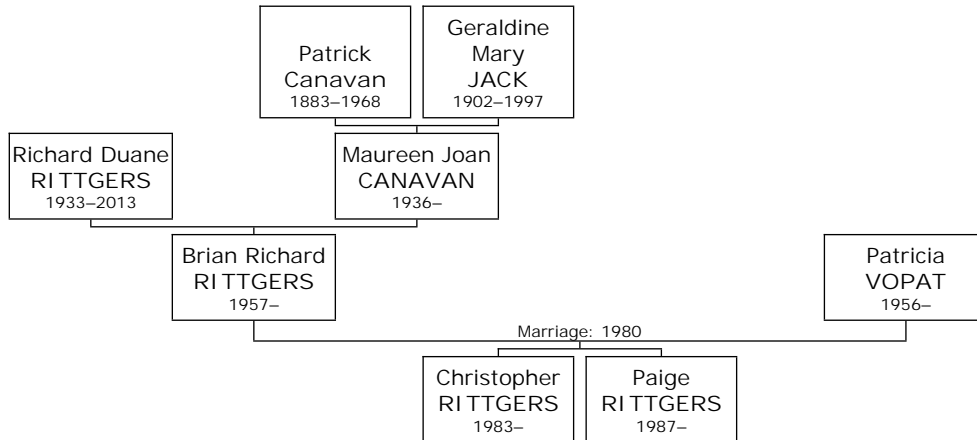 Patrick
Canavan
1883–1968
Geraldine
Mary
JACK
1902–1997
Richard Duane
RITTGERS
1933–2013
Maureen Joan
CANAVAN
1936–
Brian Richard
RITTGERS
1957–
Patricia
VOPAT
1956–
Marriage: 1980
Christopher
RITTGERS
1983–
Paige
RITTGERS
1987–